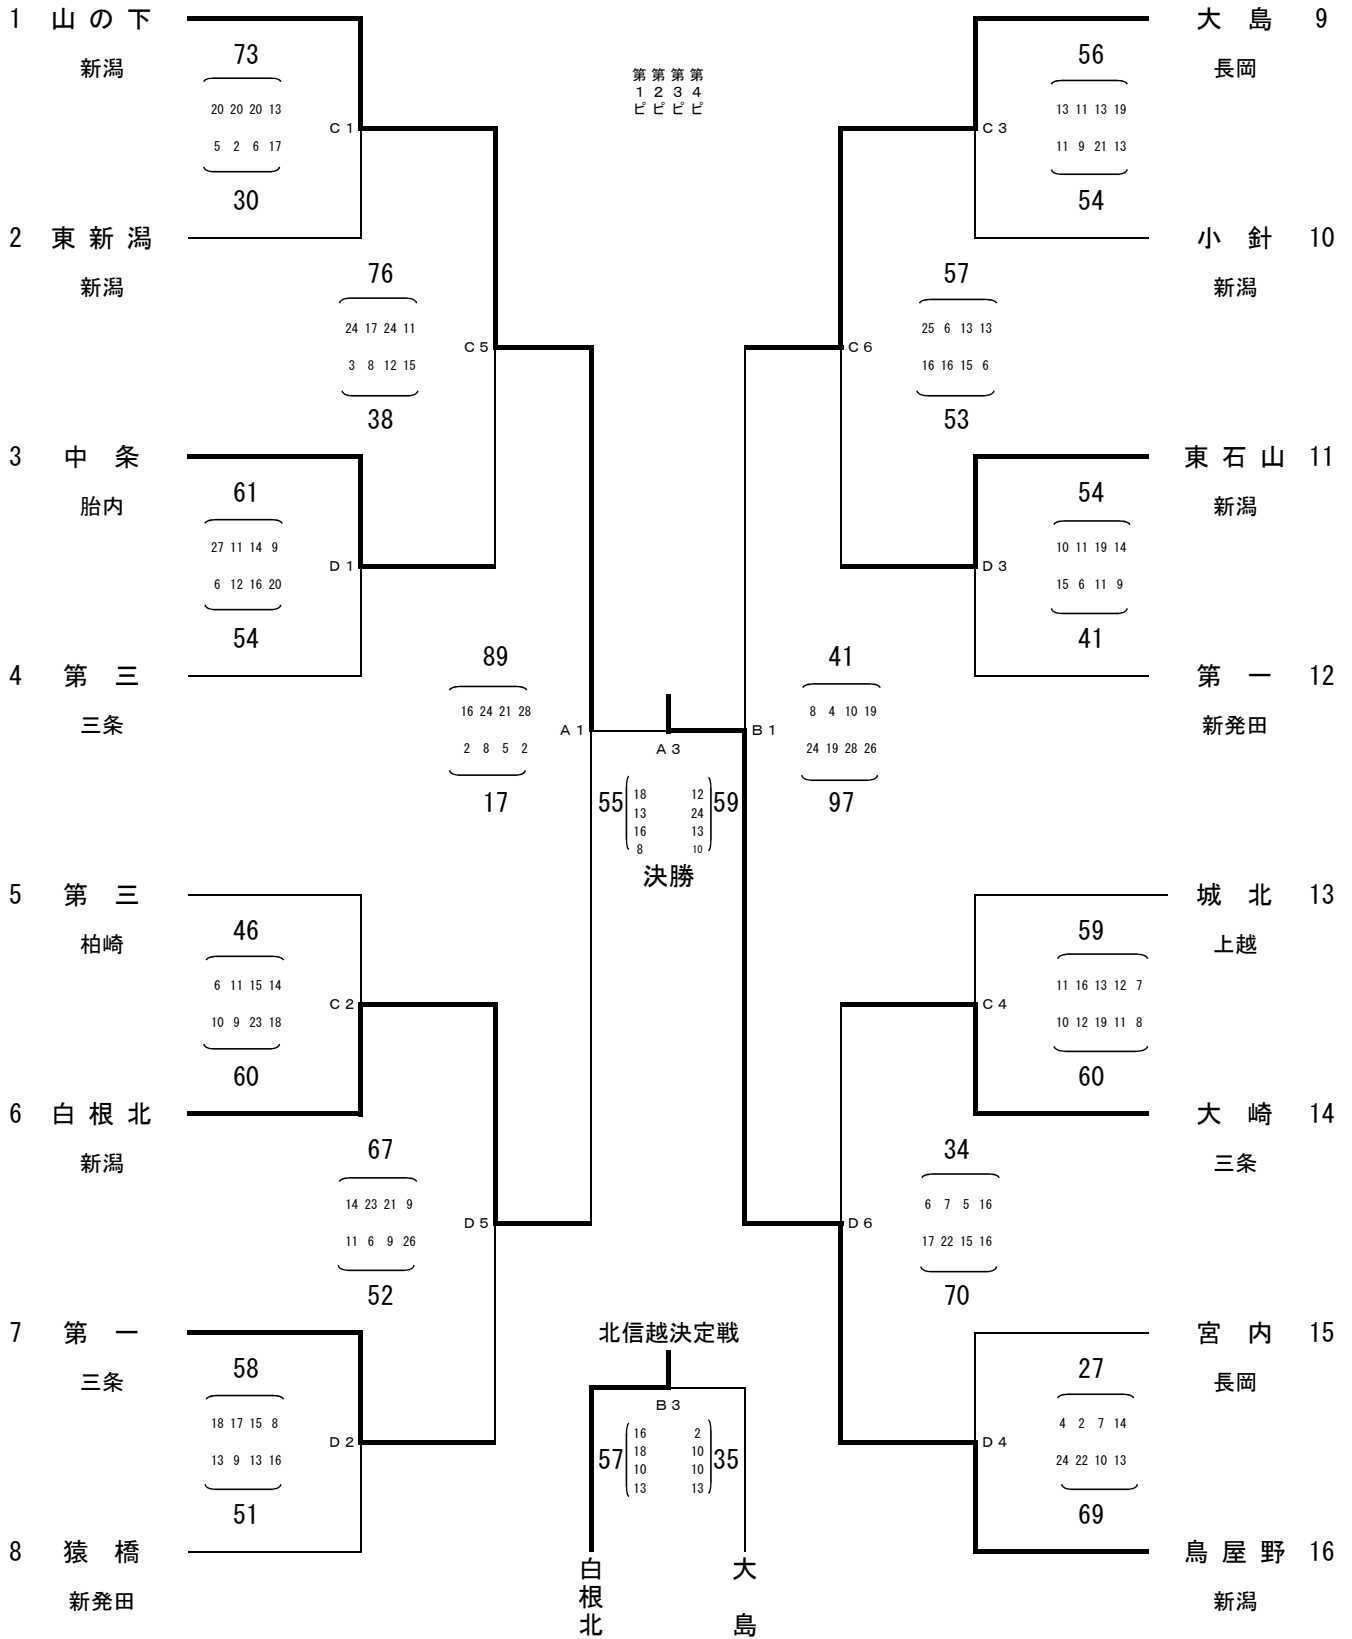 1 山の下
新潟
73
20 20 20 13
5 2 6 17
30
C1
2 東新潟
新潟
76
24 17 24 11
3 8 12 15
38
C5
3 中条
胎内
61
27 11 14 9
6 12 16 20
54
D1
4 第三
三条
89
16 24 21 28
2 8 5 2
17
A1
5 第三
柏崎
46
6 11 15 14
10 9 23 18
60
C2
6 白根北
新潟
67
14 23 21 9
11 6 9 26
52
D5
7 第一
三条
58
18 17 15 8
13 9 13 16
51
D2
8 猿橋
新発田
第1ピ
第2ピ
第3ピ
第4ピ
A3
55
18 12
13 24
16 13
8 10
59
決勝
北信越決定戦
B3
57
16 2
18 10
10 10
13 13
35
白根北
大島
大島 9
長岡
56
13 11 13 19
11 9 21 13
54
C3
小針 10
新潟
57
25 6 13 13
16 16 15 6
53
C6
東石山 11
新潟
54
10 11 19 14
15 6 11 9
41
D3
第一 12
新発田
41
8 4 10 19
24 19 28 26
97
B1
城北 13
上越
59
11 16 13 12 7
10 12 19 11 8
60
C4
大崎 14
三条
34
6 7 5 16
17 22 15 16
70
D6
宮内 15
長岡
27
4 2 7 14
24 22 10 13
69
D4
鳥屋野 16
新潟